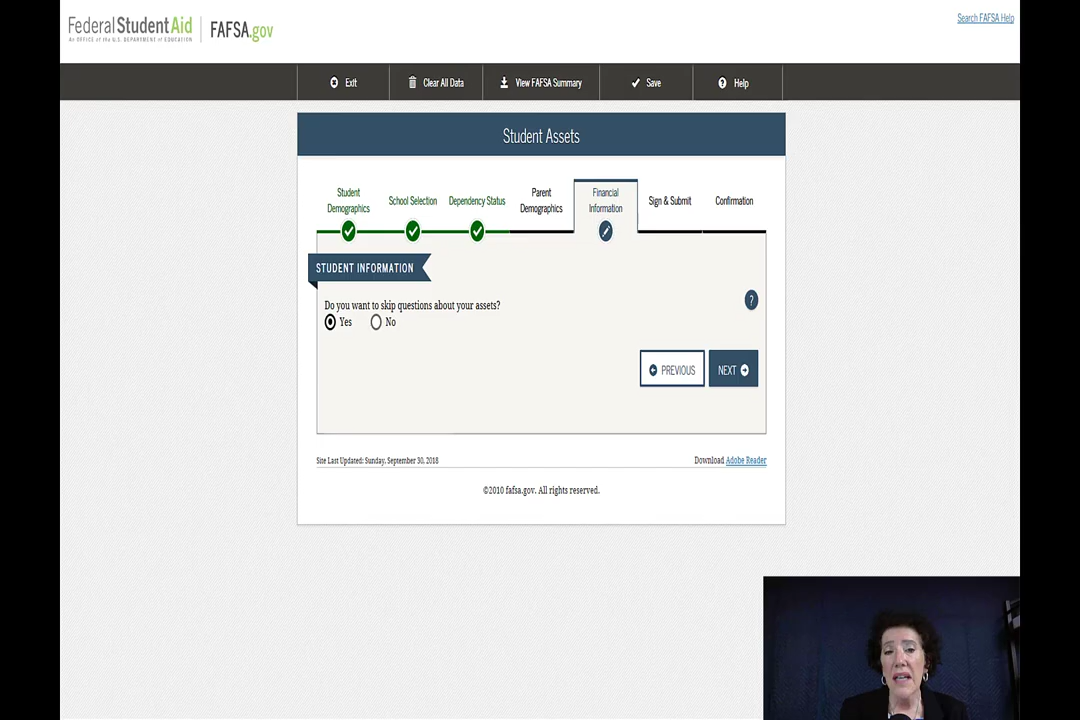 Federal Student Aid
An OFFICE of the U.S. DEPARTMENT of EDUCATION
FAFSA.gov
Search FAFSA Help
Exit
Clear All Data
View FAFSA Summary
Save
? Help
Student Assets
Student Demographics
School Selection
Dependency Status
Parent Demographics
Financial Information
Sign & Submit
Confirmation
STUDENT INFORMATION
Do you want to skip questions about your assets?
?
Yes
No
PREVIOUS
NEXT
Site Last Updated: Sunday, September 30, 2018
Download Adobe Reader
©2010 fafsa.gov. All rights reserved.